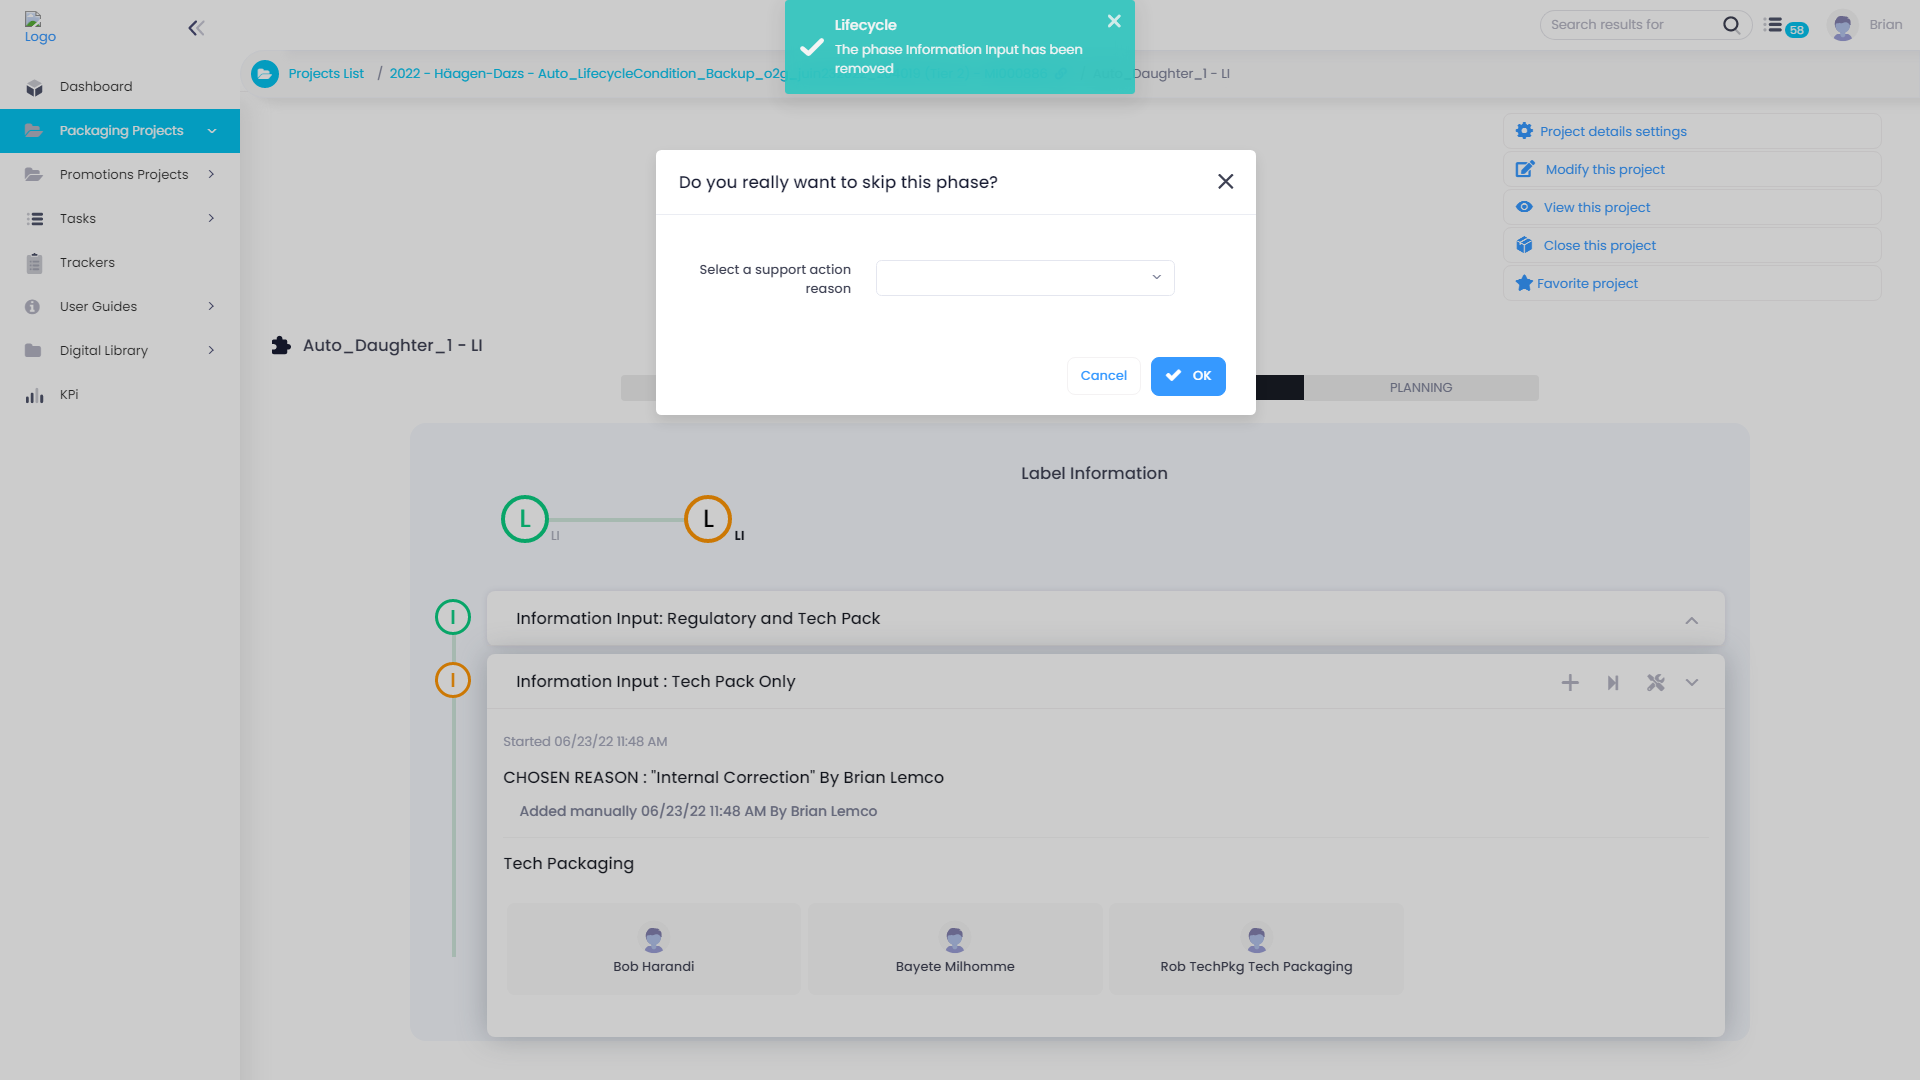 Logo
Lifecycle
The phase Information Input has been
removed
Search results for
58
Brian
Projects List / 2022 - Häagen-Dazs - Auto_LifecycleCondition_Backup_o2g_ Auto_Daughter_1 - LI
Dashboard
Packaging Projects
Promotions Projects
Tasks
Trackers
User Guides
Digital Library
KPi
Project details settings
Modify this project
View this project
Close this project
Favorite project
Do you really want to skip this phase?
Select a support action
reason
Cancel
OK
Auto_Daughter_1 - LI
PLANNING
Label Information
L
LI
L
LI
I
Information Input: Regulatory and Tech Pack
I
Information Input : Tech Pack Only
Started 06/23/22 11:48 AM
CHOSEN REASON : "Internal Correction" By Brian Lemco
Added manually 06/23/22 11:48 AM By Brian Lemco
Tech Packaging
Bob Harandi
Bayete Milhomme
Rob TechPkg Tech Packaging